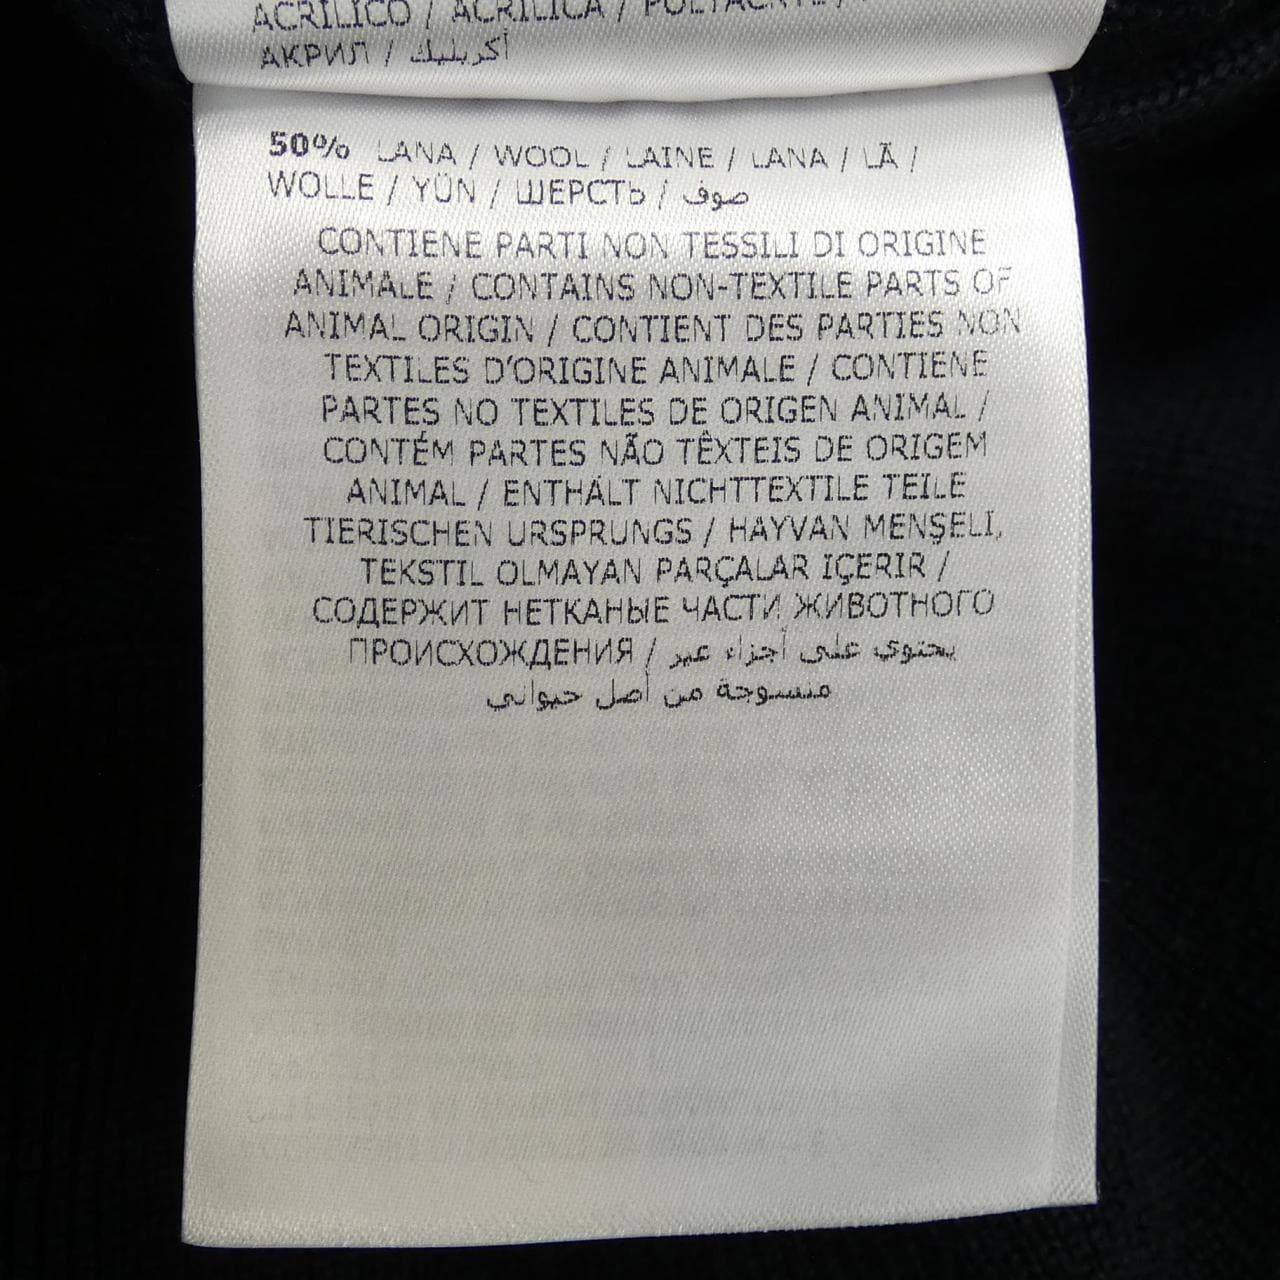 ACRILICO / ACRÍLICA / POLYACRYL /
АКРИЛ / أكريليك
50% LANA / WOOL / LAINE / LANA / LÃ /
WOLLE / YÜN / ШЕРСТЬ / صوف
CONTIENE PARTI NON TESSILI DI ORIGINE
ANIMALE / CONTAINS NON-TEXTILE PARTS OF
ANIMAL ORIGIN / CONTIENT DES PARTIES NON
TEXTILES D'ORIGINE ANIMALE / CONTIENE
PARTES NO TEXTILES DE ORIGEN ANIMAL /
CONTÉM PARTES NÃO TÊXTEIS DE ORIGEM
ANIMAL / ENTHÄLT NICHTTEXTILE TEILE
TIERISCHEN URSPRUNGS / HAYVAN MENŞELİ,
TEKSTIL OLMAYAN PARÇALAR IÇERIR /
СОДЕРЖИТ НЕТКАНЫЕ ЧАСТИ ЖИВОТНОГО
ПРОИСХОЖДЕНИЯ / يحتوي على أجزاء غير
منسوجة من أصل حيواني